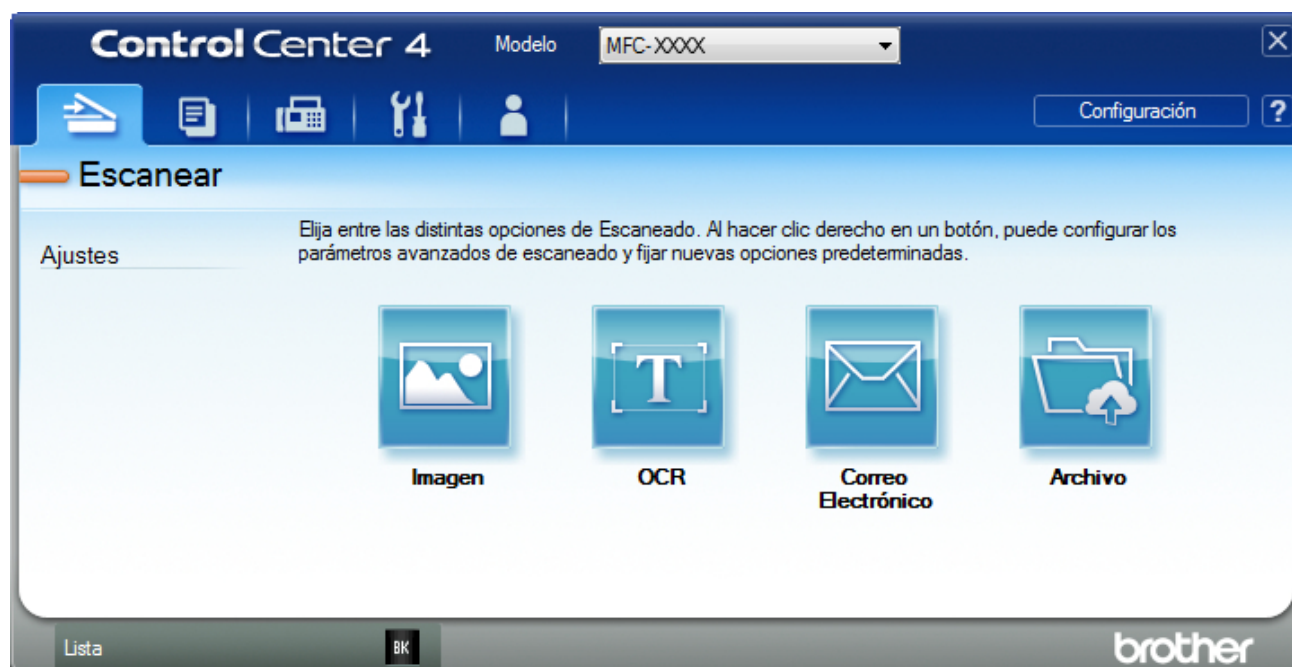 Control Center 4
Modelo
MFC-XXXX
Configuración
?
Escanear
Ajustes
Elija entre las distintas opciones de Escaneado. Al hacer clic derecho en un botón, puede configurar los
parámetros avanzados de escaneado y fijar nuevas opciones predeterminadas.
T
Imagen
OCR
Correo
Electrónico
Archivo
Lista
BK
brother